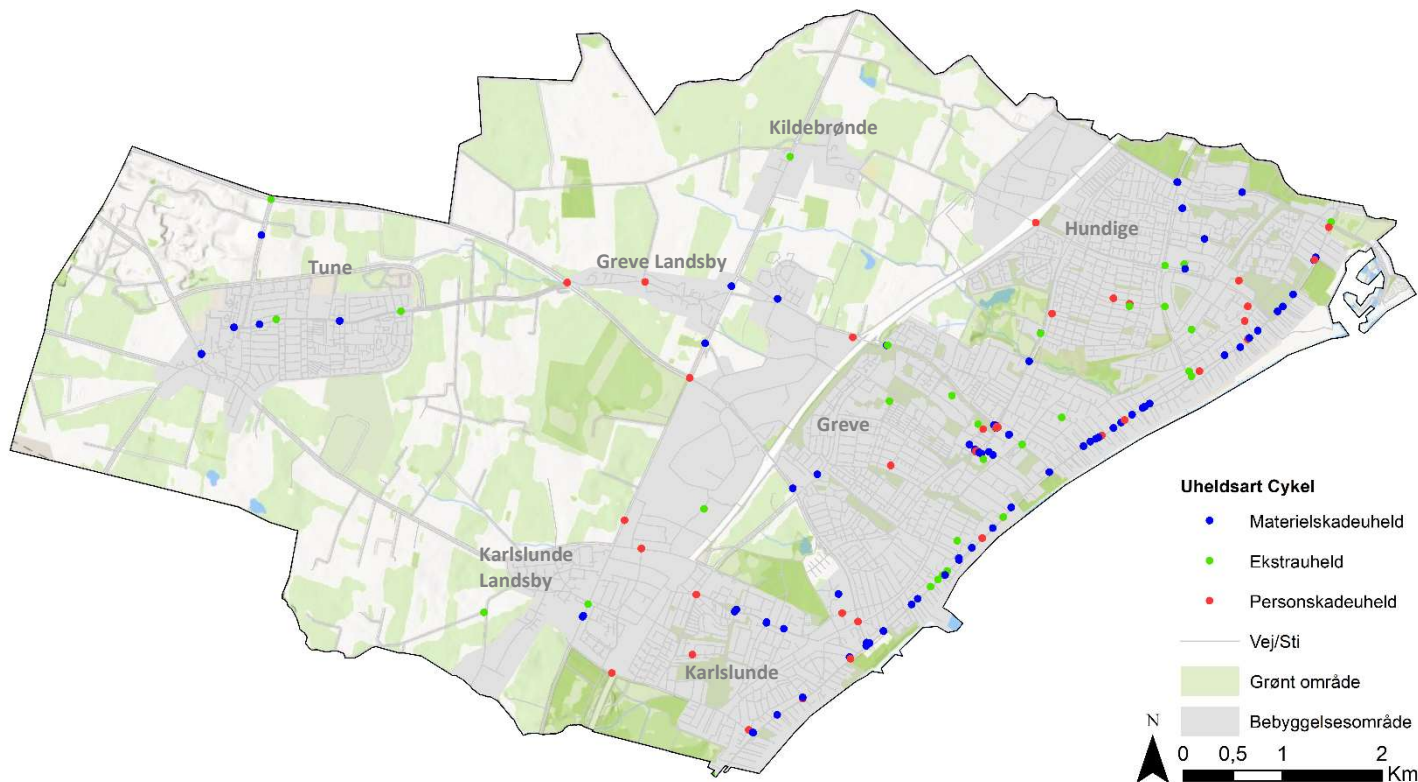 Kildebrønde
Hundige
Greve Landsby
Tune
Greve
Karlslunde
Landsby
Karlslunde
Uheldsart Cykel
Materielskadeuheld
Ekstrauheld
Personskadeuheld
Vej/Sti
Grønt område
Bebyggelsesområde
N
0 0,5 1 2
Km